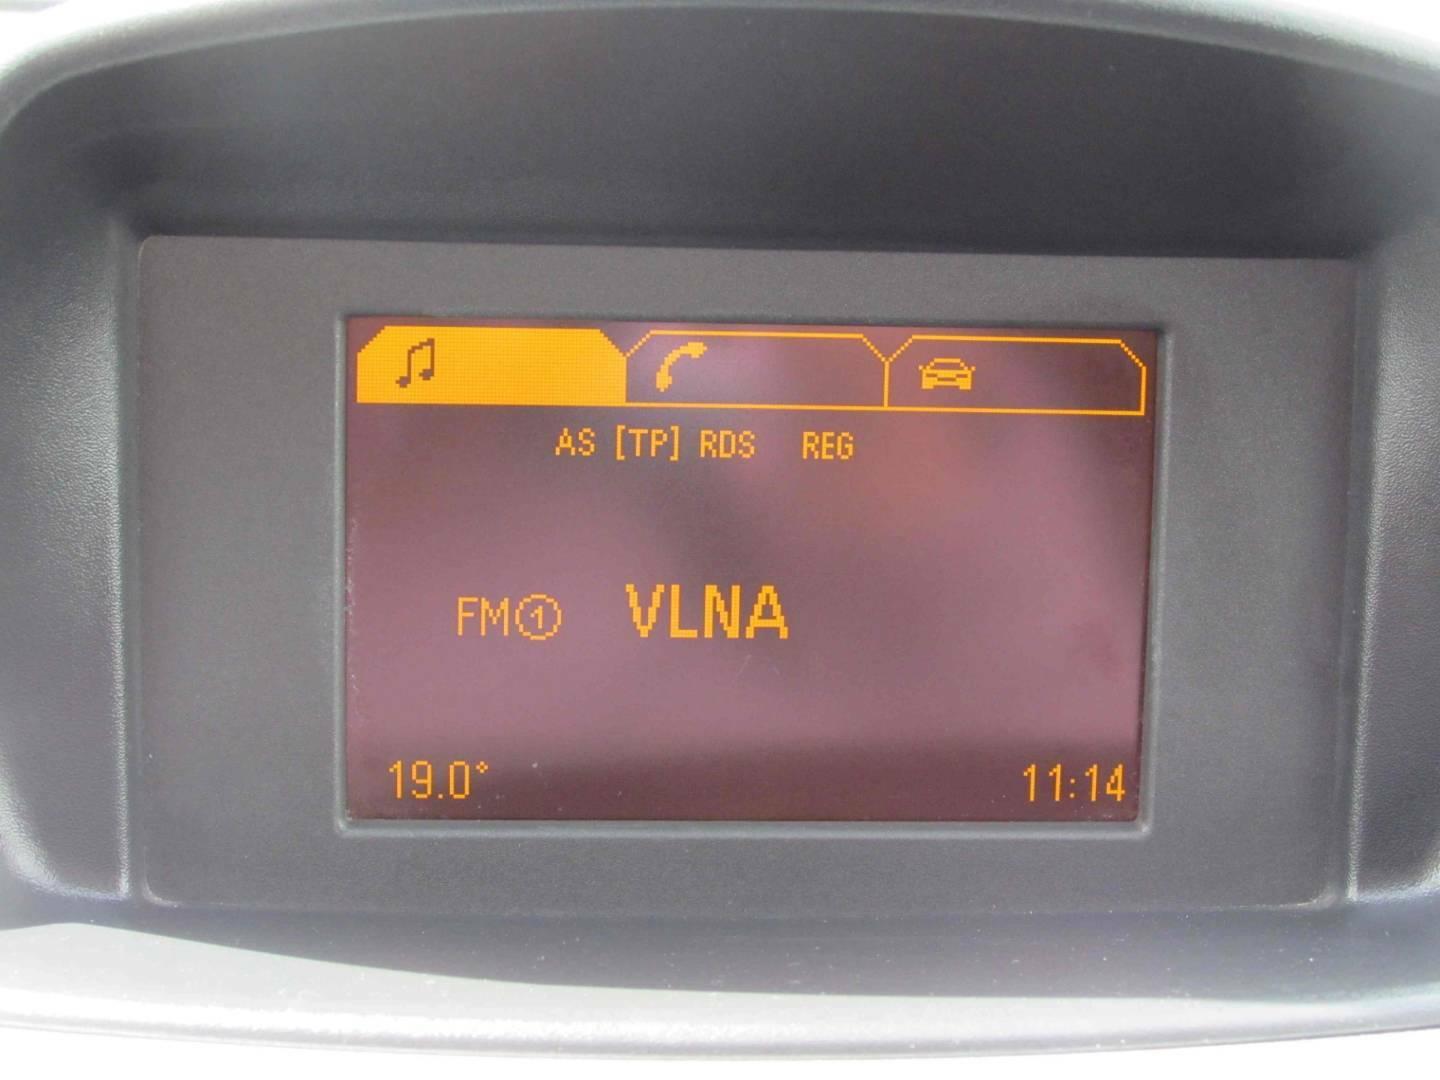 AS [TP] RDS REG
FM① VLNA
19.0° 11:14